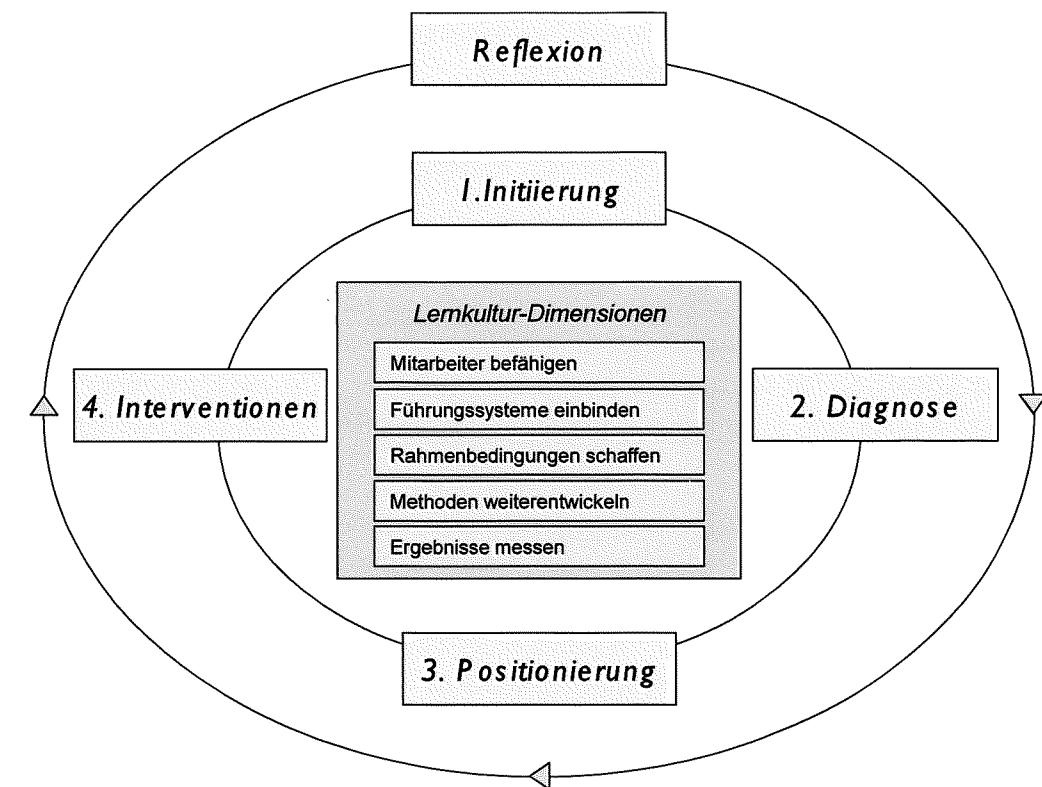 Reflexion
1.Initiierung
Lernkultur-Dimensionen
Mitarbeiter befähigen
4. Interventionen
Führungssysteme einbinden
2. Diagnose
Rahmenbedingungen schaffen
Methoden weiterentwickeln
Ergebnisse messen
3. Positionierung